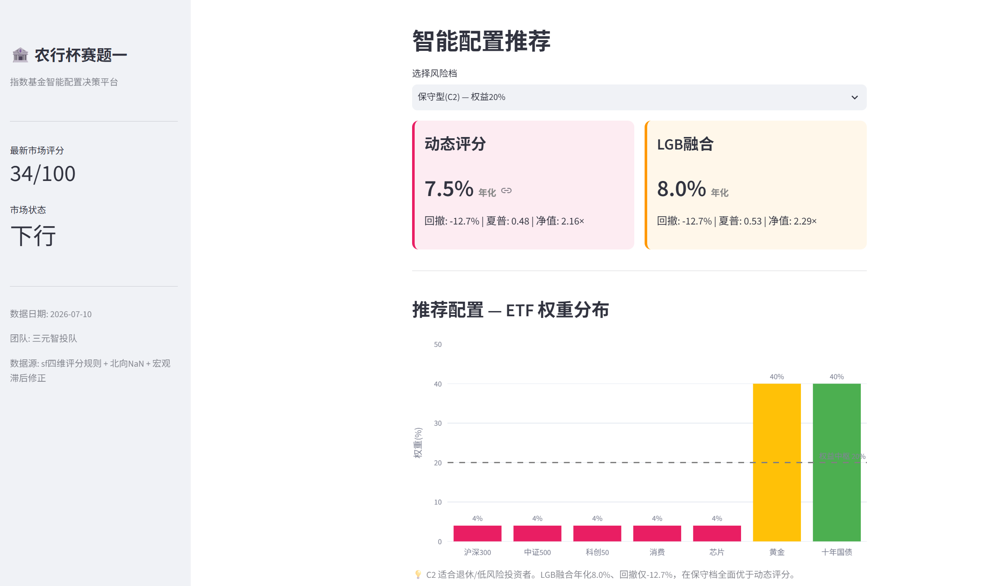 农行杯赛题一
指数基金智能配置决策平台
最新市场评分
34/100
市场状态
下行
数据日期: 2026-07-10
团队: 三元智投队
数据源: sf四维评分规则 + 北向NaN + 宏观
滞后修正
智能配置推荐
选择风险档
保守型(C2) — 权益20%
动态评分
7.5% 年化
回撤: -12.7% | 夏普: 0.48 | 净值: 2.16×
LGB融合
8.0% 年化
回撤: -12.7% | 夏普: 0.53 | 净值: 2.29×
推荐配置 — ETF 权重分布
权重(%)
50
40
30
20
10
0
4%
4%
4%
4%
4%
40%
40%
20%
沪深300
中证500
科创50
消费
芯片
黄金
十年国债
C2 适合退休/低风险投资者。LGB融合年化8.0%、回撤仅-12.7%，在保守档全面优于动态评分。